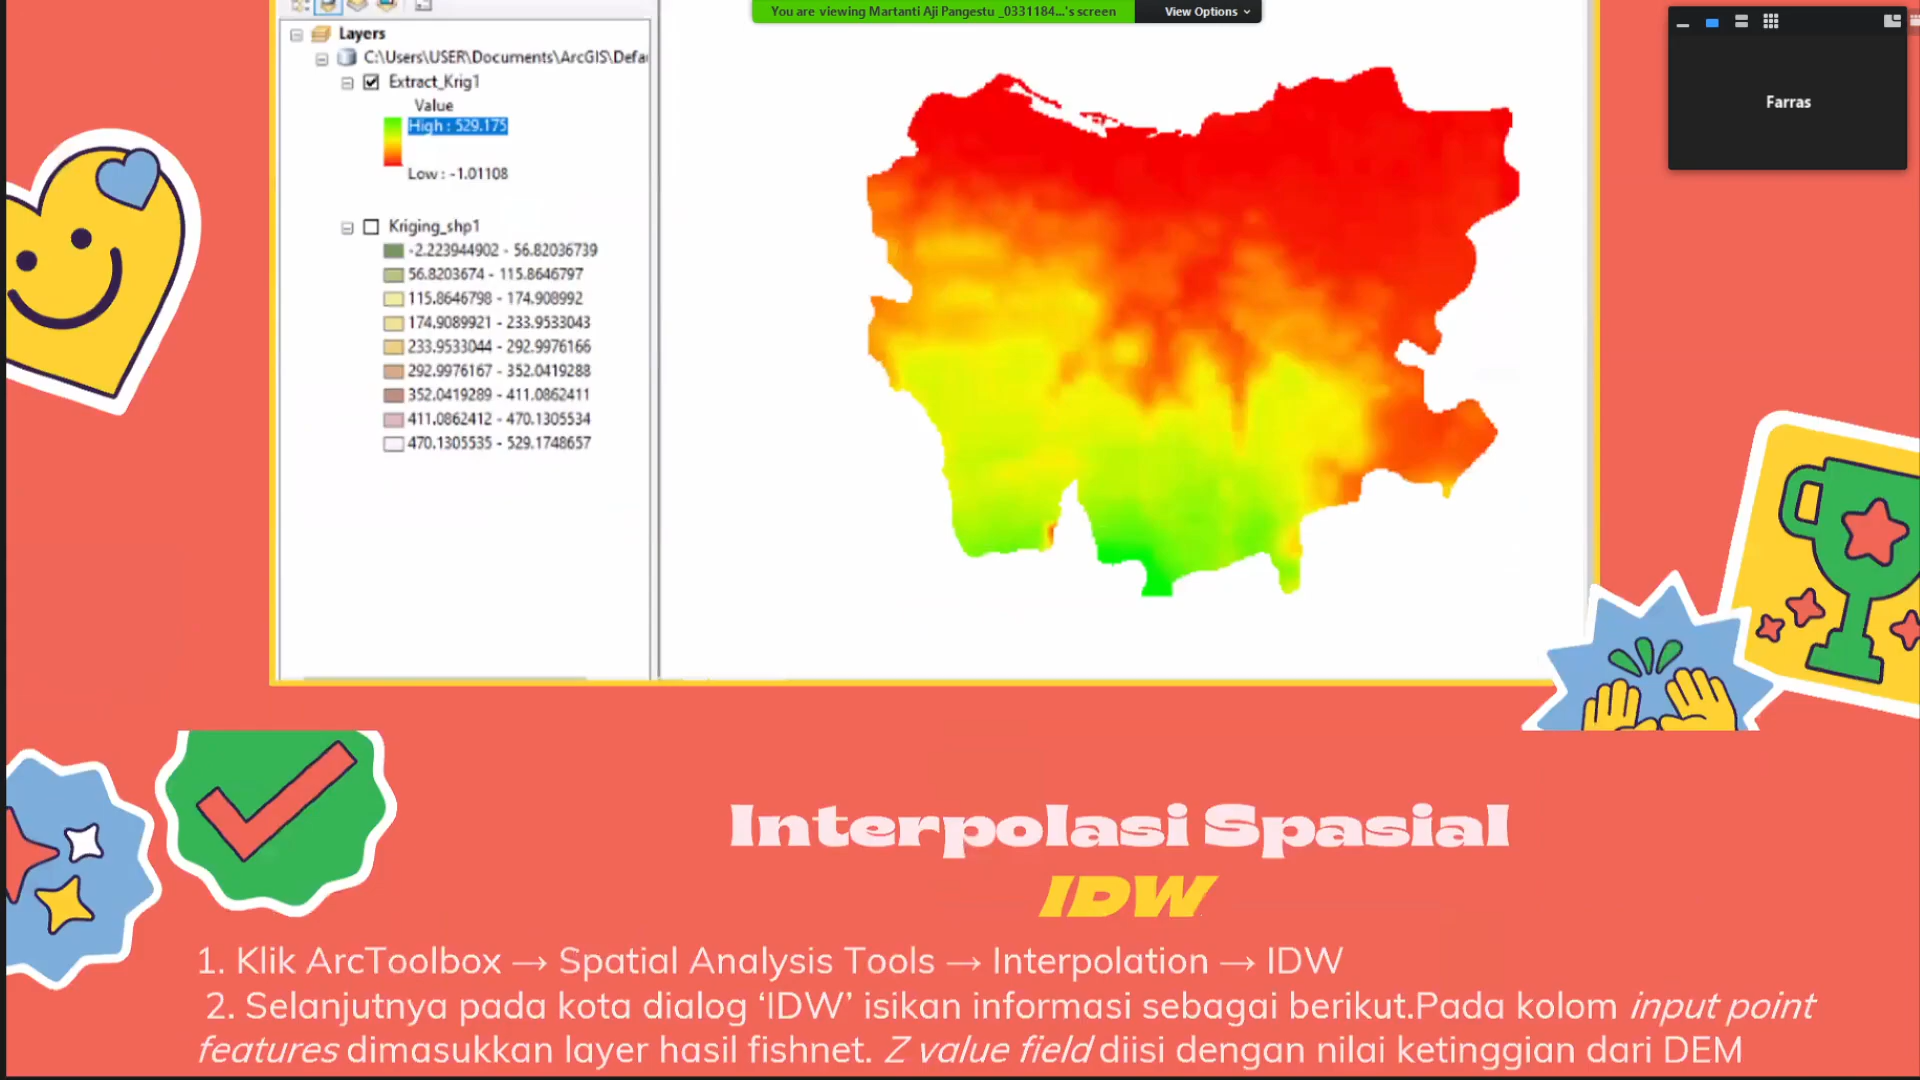 You are viewing Martanti Aji Pangestu _0331184...'s screen
View Options
Farras
Layers
C:\Users\USER\Documents\ArcGIS\Defau
Extract_Krig1
Value
High : 529.175
Low : -1.01108
Kriging_shp1
-2.223944902 - 56.82036739
56.8203674 - 115.8646797
115.8646798 - 174.908992
174.9089921 - 233.9533043
233.9533044 - 292.9976166
292.9976167 - 352.0419288
352.0419289 - 411.0862411
411.0862412 - 470.1305534
470.1305535 - 529.1748657
Interpolasi Spasial
IDW
1. Klik ArcToolbox → Spatial Analysis Tools → Interpolation → IDW
2. Selanjutnya pada kota dialog ‘IDW’ isikan informasi sebagai berikut.Pada kolom input point
features dimasukkan layer hasil fishnet. Z value field diisi dengan nilai ketinggian dari DEM